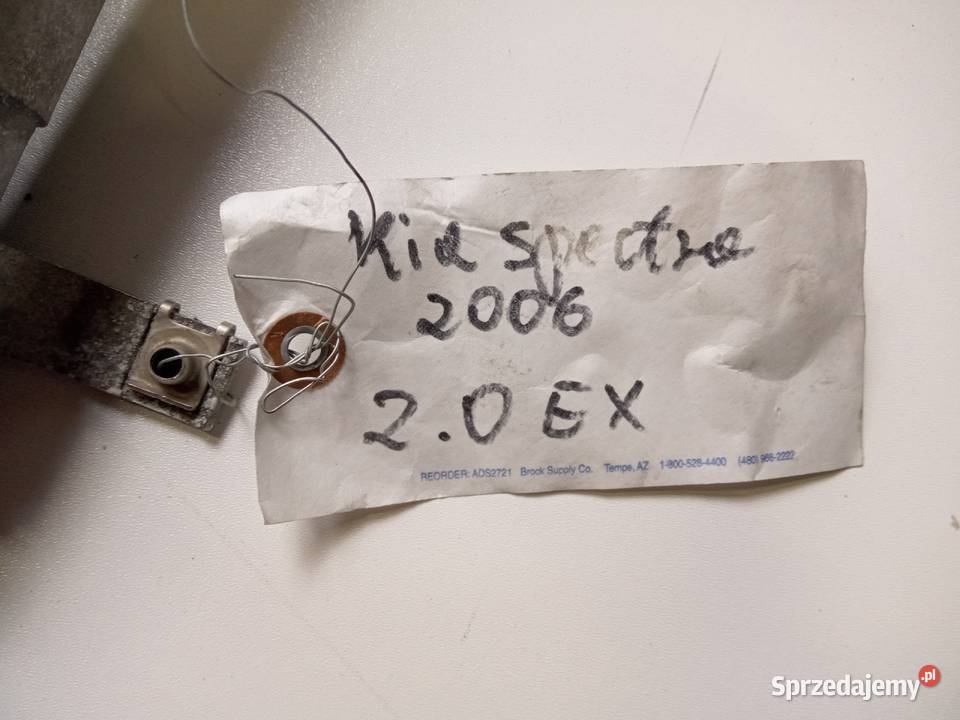 Kia Spectra
2006
2.0 EX
REORDER: ADS2721 Brock Supply Co. Tempe, AZ 1-800-528-4400 (480) 966-2222
Sprzedajemy.pl